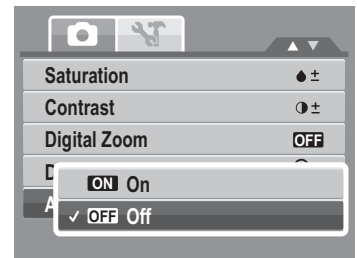 Saturation
Contrast
Digital Zoom OFF
D
ON On
A
OFF Off